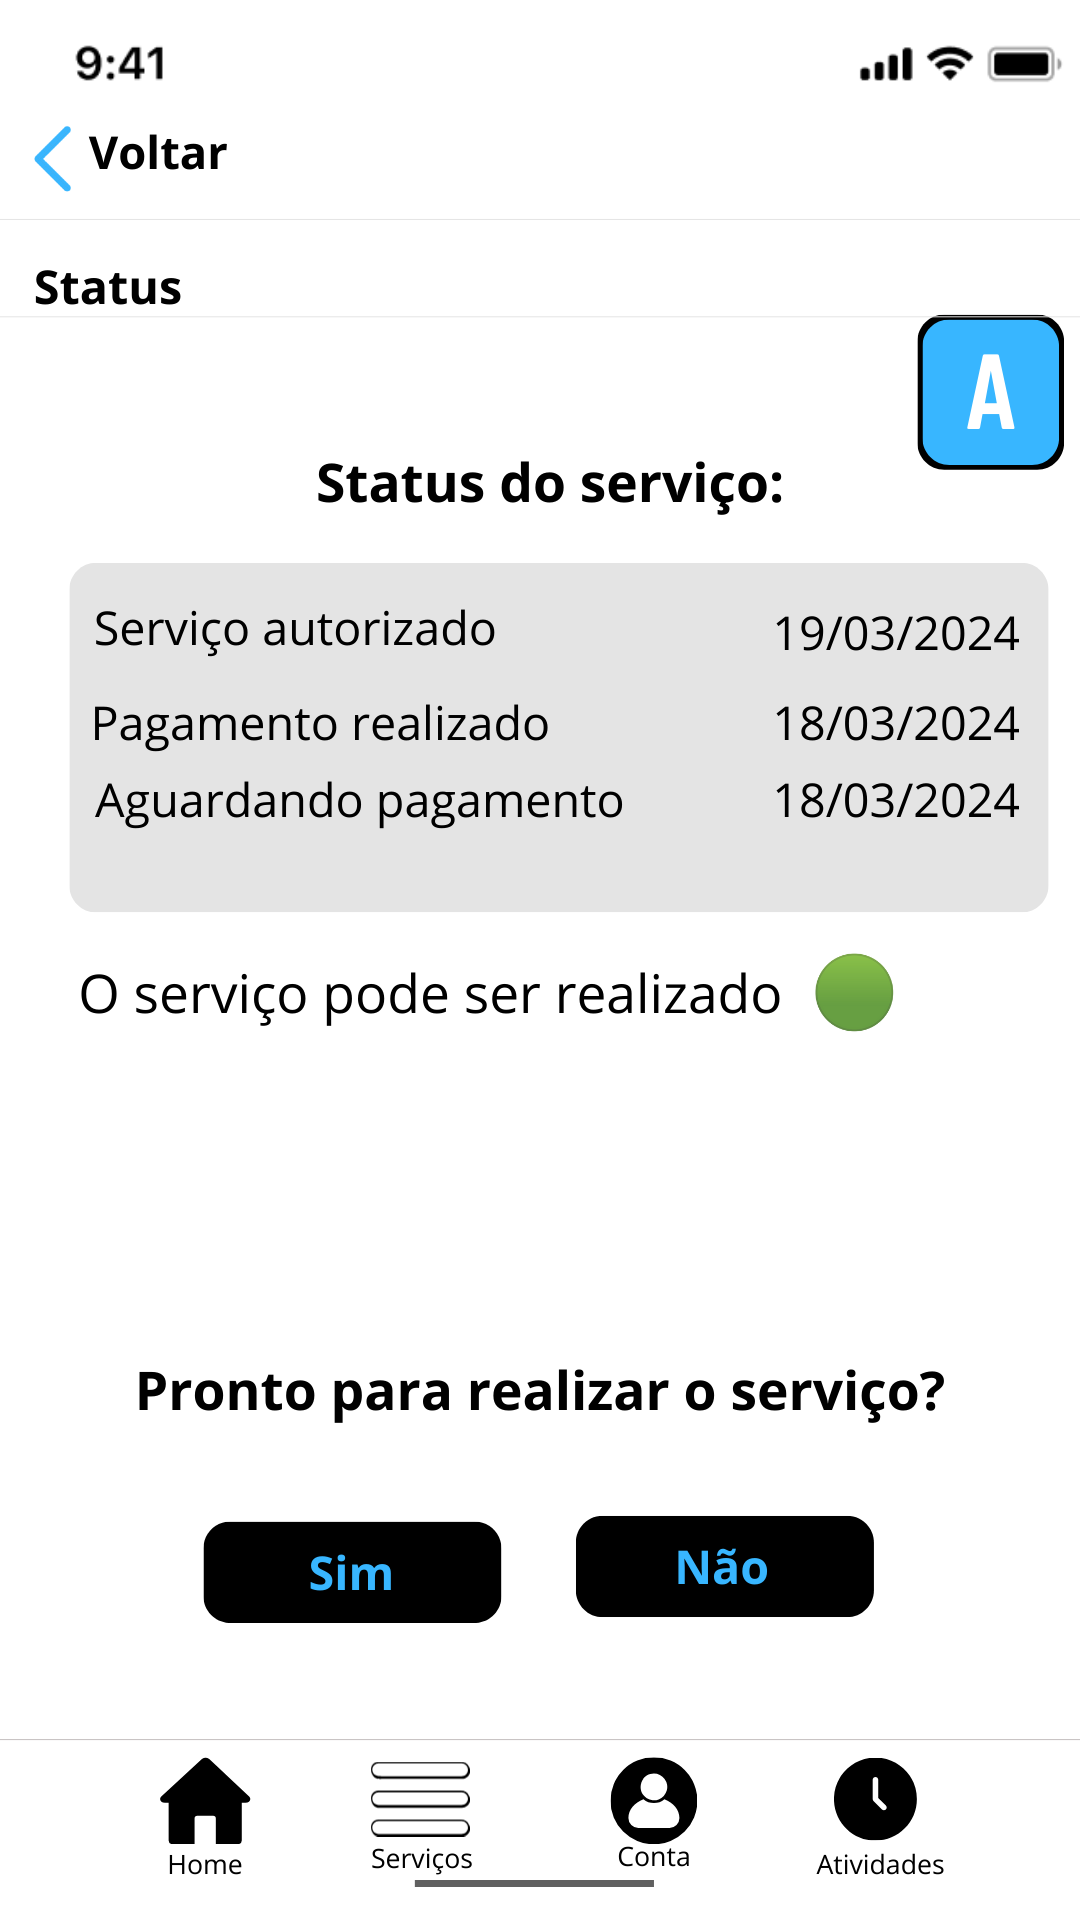 9:41
Voltar
Status
A
Status do serviço:
Serviço autorizado 19/03/2024
Pagamento realizado 18/03/2024
Aguardando pagamento 18/03/2024
O serviço pode ser realizado
Pronto para realizar o serviço?
Sim Não
Home Serviços Conta Atividades